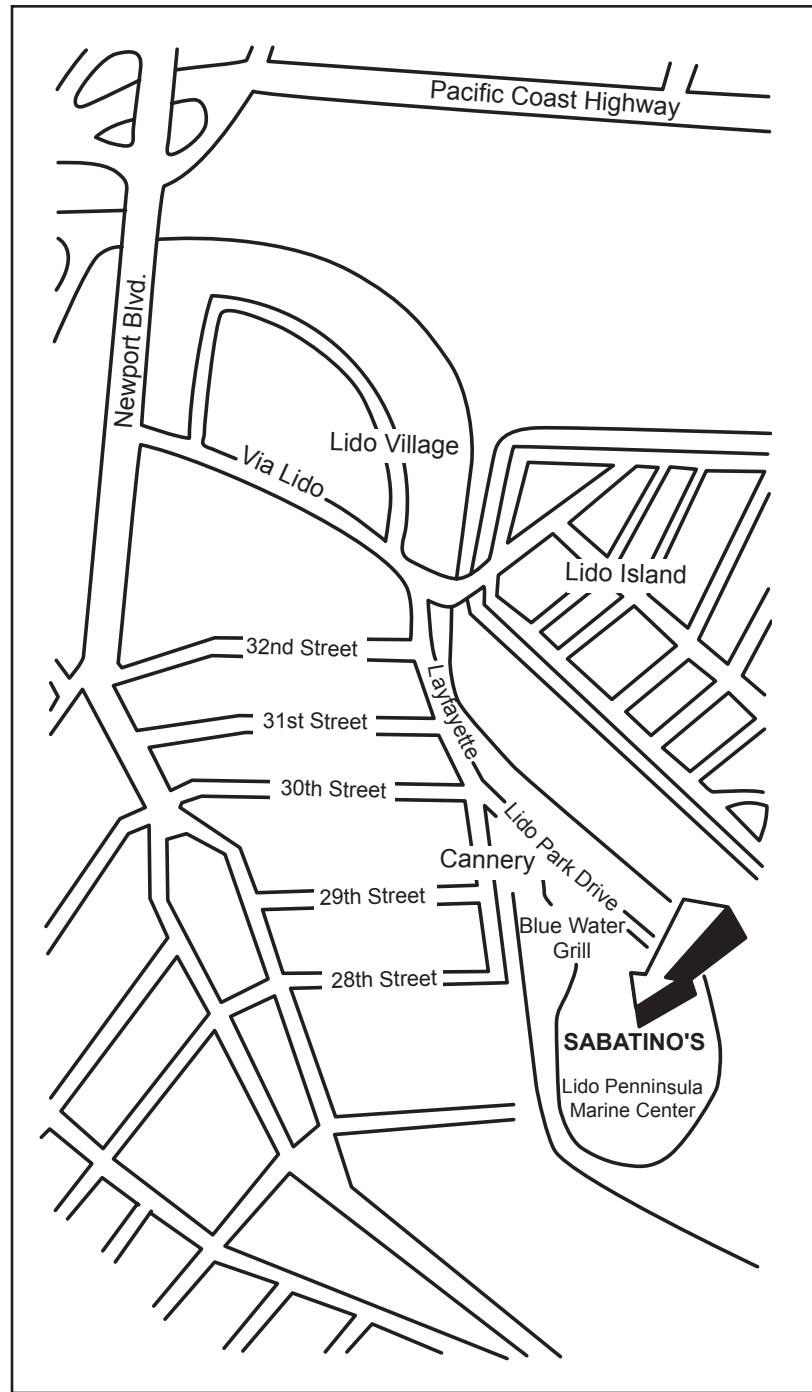 Pacific Coast Highway
Newport Blvd.
Lido Village
Via Lido
Lido Island
32nd Street
Layfayette
31st Street
30th Street
Lido Park Drive
Cannery
29th Street
Blue Water
Grill
28th Street
SABATINO'S
Lido Penninsula
Marine Center